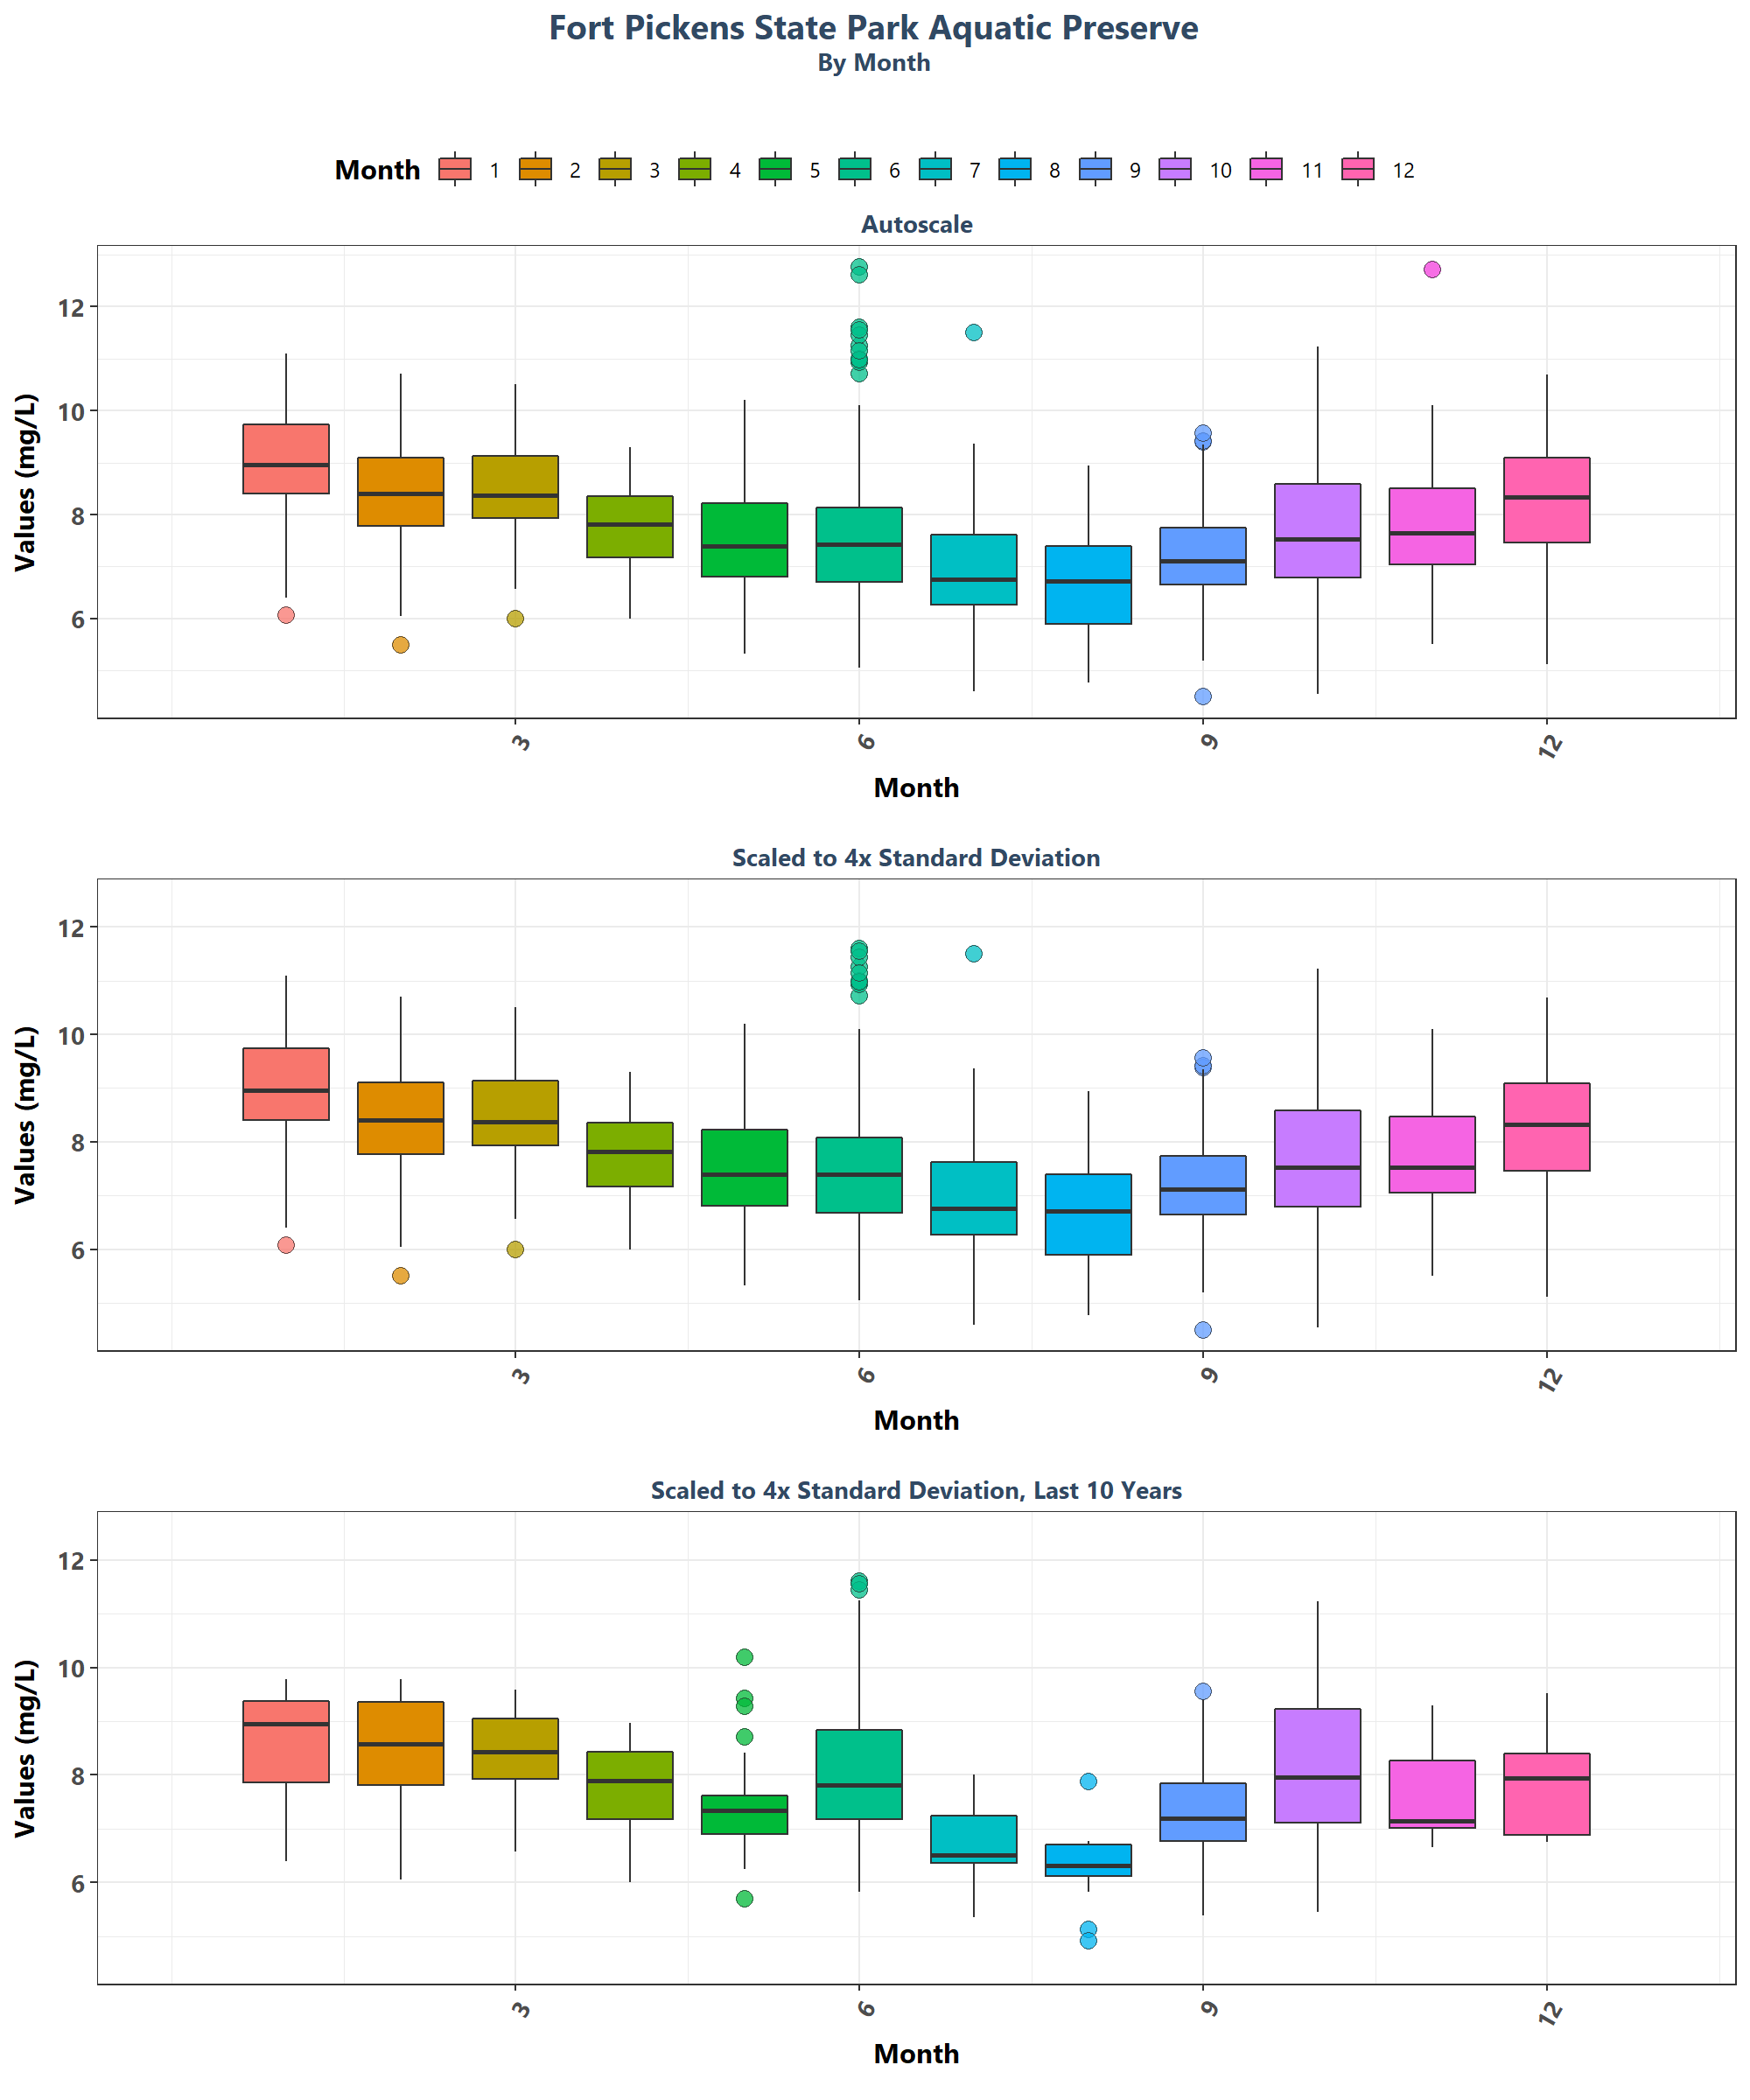 Fort Pickens State Park Aquatic Preserve
By Month
Month 1 2 3 4 5 6 7 8 9 10 11 12
Autoscale
Values (mg/L)
12
10
8
6
3 6 9 12
Month
Scaled to 4x Standard Deviation
Values (mg/L)
12
10
8
6
3 6 9 12
Month
Scaled to 4x Standard Deviation, Last 10 Years
Values (mg/L)
12
10
8
6
3 6 9 12
Month